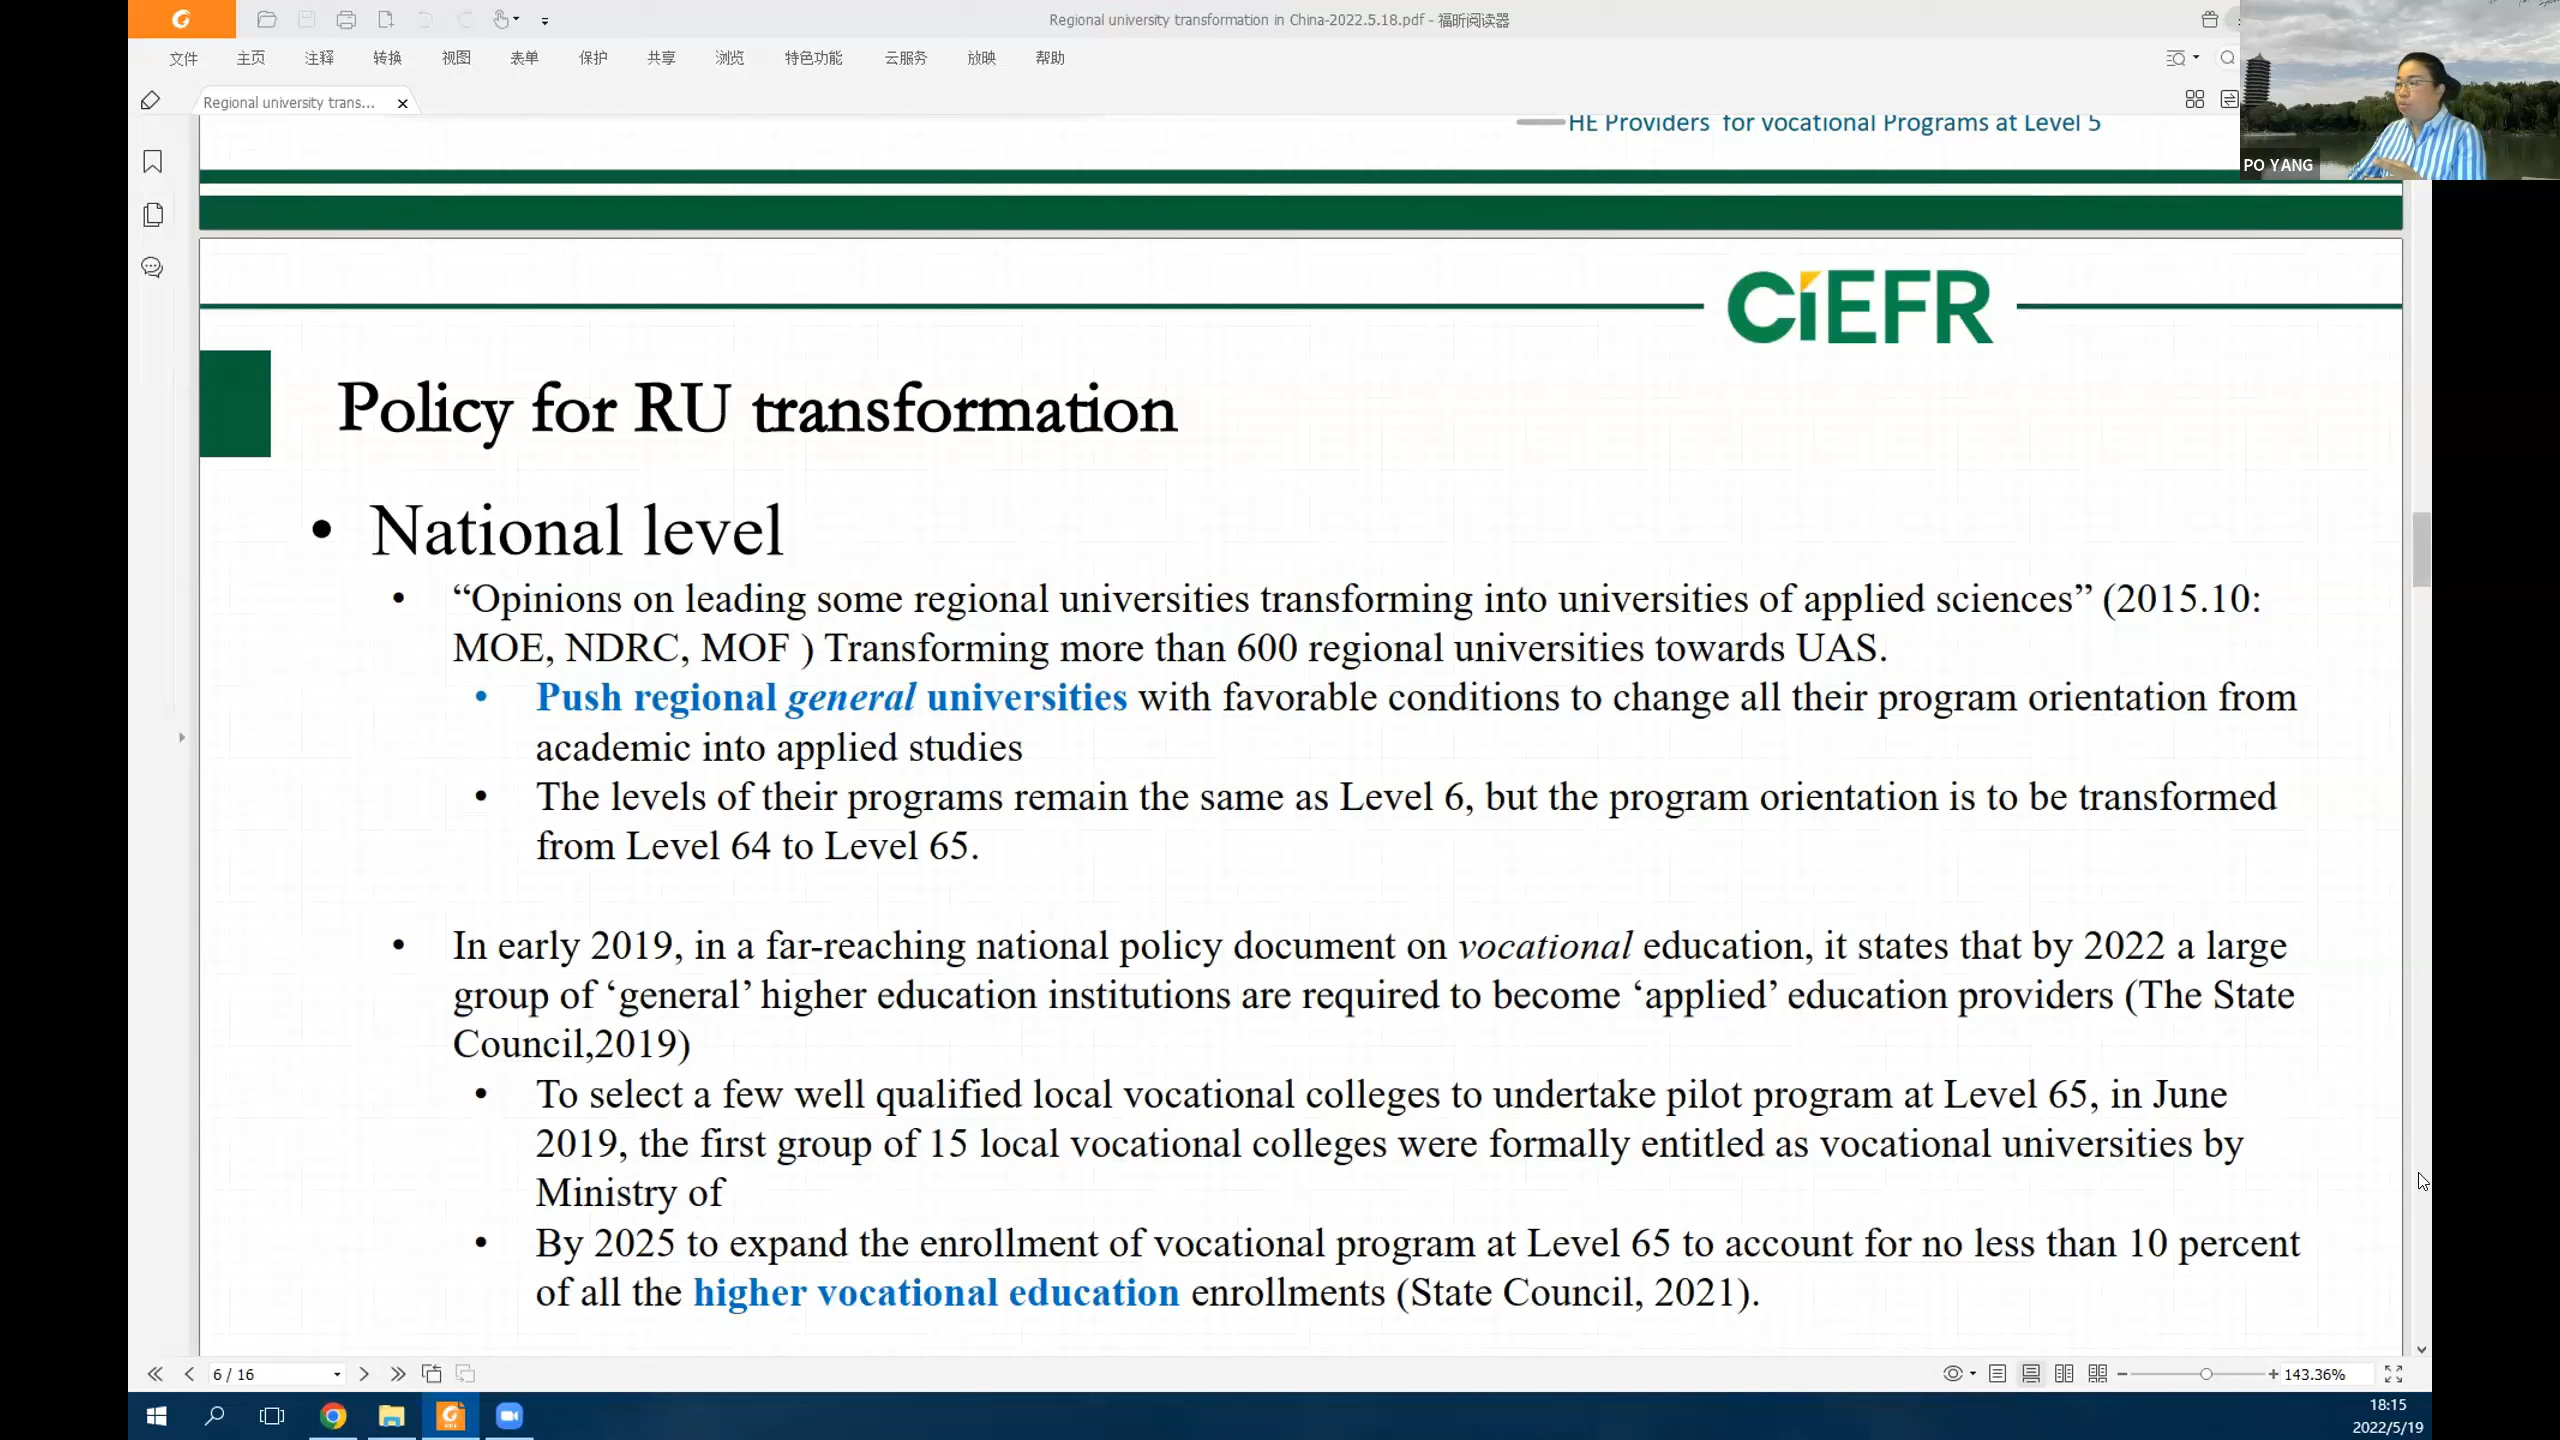 Regional university transformation in China-2022.5.18.pdf - 福昕阅读器
文件 主页 注释 转换 视图 表单 保护 共享 浏览 特色功能 云服务 放映 帮助
Regional university trans...
HE Providers for vocational Programs at Level 5
PO YANG
CiEFR
Policy for RU transformation
• National level
• “Opinions on leading some regional universities transforming into universities of applied sciences” (2015.10:
MOE, NDRC, MOF ) Transforming more than 600 regional universities towards UAS.
• Push regional general universities with favorable conditions to change all their program orientation from
academic into applied studies
• The levels of their programs remain the same as Level 6, but the program orientation is to be transformed
from Level 64 to Level 65.
• In early 2019, in a far-reaching national policy document on vocational education, it states that by 2022 a large
group of ‘general’ higher education institutions are required to become ‘applied’ education providers (The State
Council,2019)
• To select a few well qualified local vocational colleges to undertake pilot program at Level 65, in June
2019, the first group of 15 local vocational colleges were formally entitled as vocational universities by
Ministry of
• By 2025 to expand the enrollment of vocational program at Level 65 to account for no less than 10 percent
of all the higher vocational education enrollments (State Council, 2021).
6 / 16
143.36%
18:15
2022/5/19